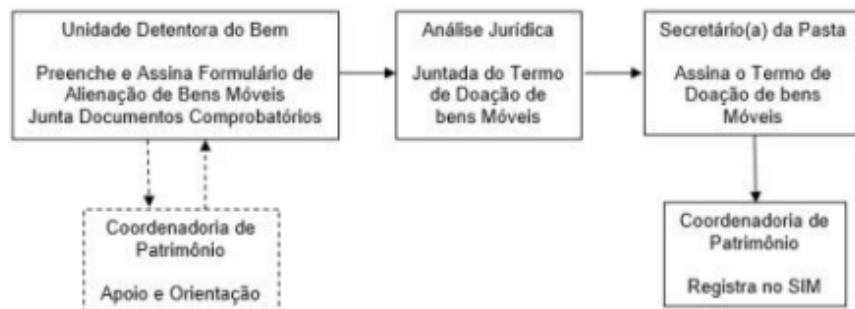 Unidade Detentora do Bem
Preenche e Assina Formulário de
Alienação de Bens Móveis
Junta Documentos Comprobatórios
Análise Jurídica
Juntada do Termo
de Doação de
bens Móveis
Secretário(a) da Pasta
Assina o Termo de
Doação de bens
Móveis
Coordenadoria de
Patrimônio
Apoio e Orientação
Coordenadoria de
Patrimônio
Registra no SIM